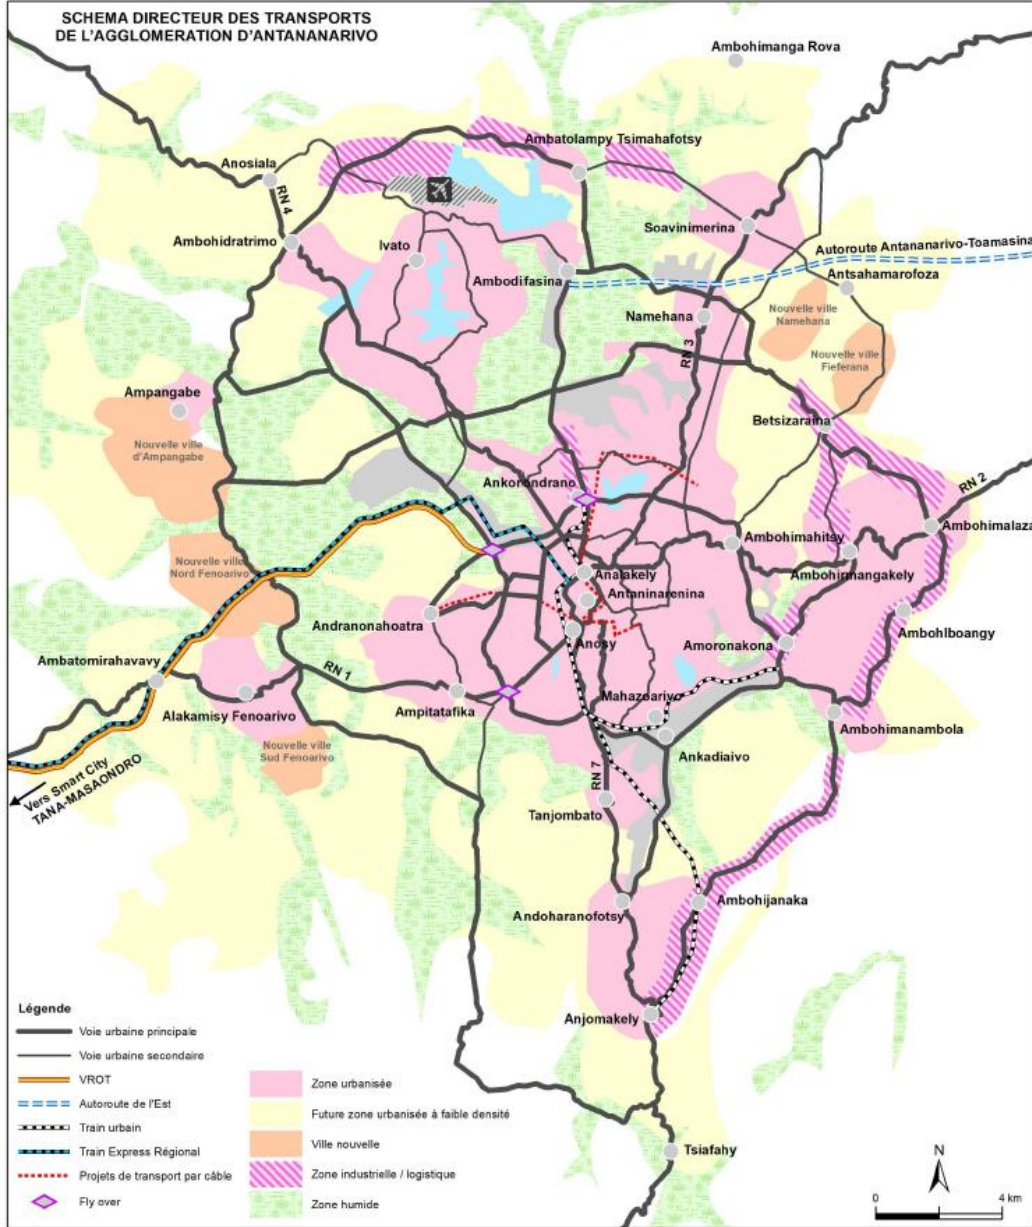 SCHEMA DIRECTEUR DES TRANSPORTS
DE L'AGGLOMERATION D'ANTANANARIVO
Ambohimanga Rova
Ambatolampy Tsimahafotsy
Anosiala
RN 4
Soavinimerina
Ambohidratrimo
Ivato
Autoroute Antananarivo-Toamasina
Ambodifasina
Antsahamarofoza
Namehana
Nouvelle ville
Namehana
RN 3
Nouvelle ville
Fieferana
Ampangabe
Betsizaraina
Nouvelle ville
d'Ampangabe
Ankorondrano
RN 2
Ambohimalaza
Ambohimahitsy
Nouvelle ville
Nord Fenoarivo
Ambohirmangakely
Analakely
Antaninarenina
Andranonahoatra
Ambohlboangy
Anosy
Amoronakona
Ambatomirahavavy
RN 1
Mahazoarivo
Alakamisy Fenoarivo
Ampitatafika
Ambohimanambola
Nouvelle ville
Sud Fenoarivo
Ankadiaivo
Vers Smart City
TANA-MASAONDRO
RN 7
Tanjombato
Andoharanofotsy
Ambohijanaka
Anjomakely
Tsiafahy
Légende
Voie urbaine principale
Voie urbaine secondaire
VROT
Autoroute de l'Est
Train urbain
Train Express Régional
Projets de transport par câble
Fly over
Zone urbanisée
Future zone urbanisée à faible densité
Ville nouvelle
Zone industrielle / logistique
Zone humide
N
0 4 km